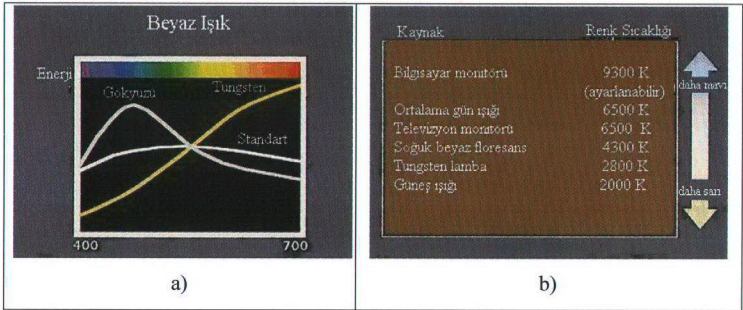 Beyaz Işık
Enerji
Gökyüzü
Tungsten
Standart
400
700
a)
Kaynak Renk Sıcaklığı
Bilgisayar monitörü 9300 K
(ayarlanabilir)
Ortalama gün ışığı 6500 K
Televizyon monitörü 6500 K
Soğuk beyaz floresans 4300 K
Tungsten lamba 2800 K
Güneş ışığı 2000 K
daha mavi
daha sarı
b)